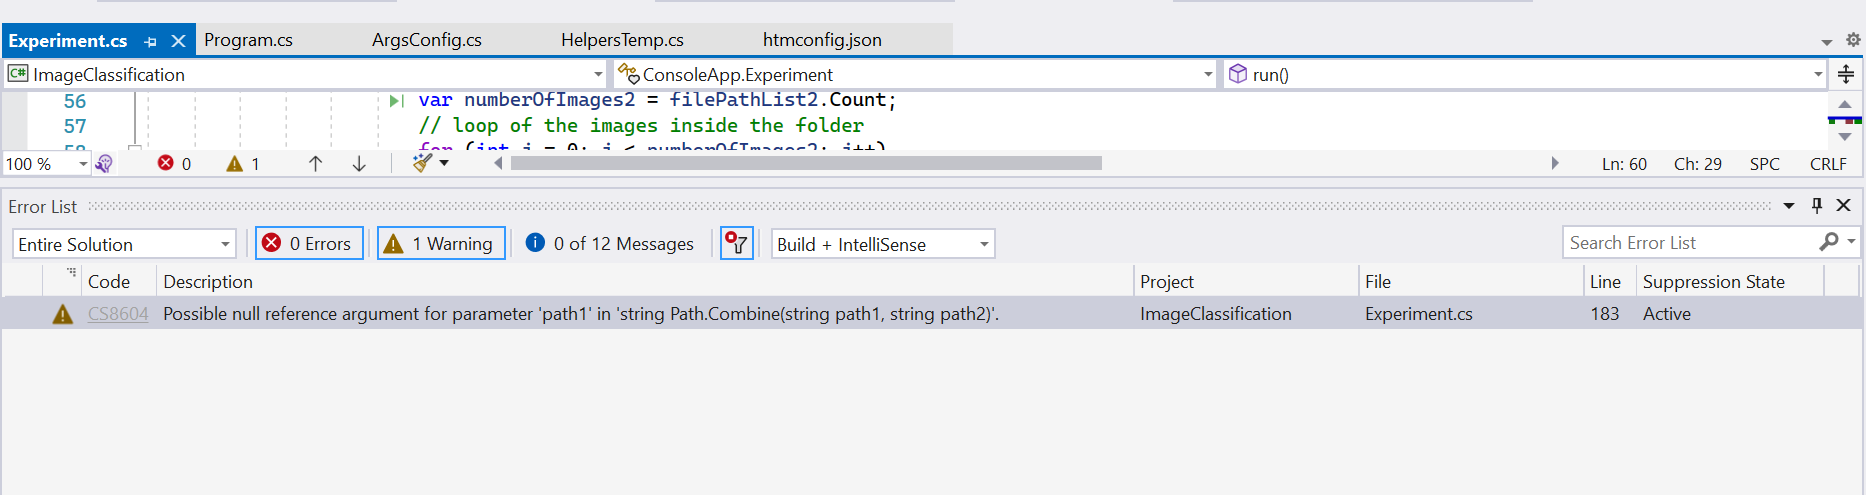 Experiment.cs Program.cs ArgsConfig.cs HelpersTemp.cs htmconfig.json
C# ImageClassification ConsoleApp.Experiment run()
56 var numberOfImages2 = filePathList2.Count;
57 // loop of the images inside the folder
58 for (int j = 0; j < numberOfImages2; j++)
100 % 0 1 Ln: 60 Ch: 29 SPC CRLF
Error List
Entire Solution 0 Errors 1 Warning 0 of 12 Messages Build + IntelliSense Search Error List
Code Description Project File Line Suppression State
CS8604 Possible null reference argument for parameter 'path1' in 'string Path.Combine(string path1, string path2)'. ImageClassification Experiment.cs 183 Active